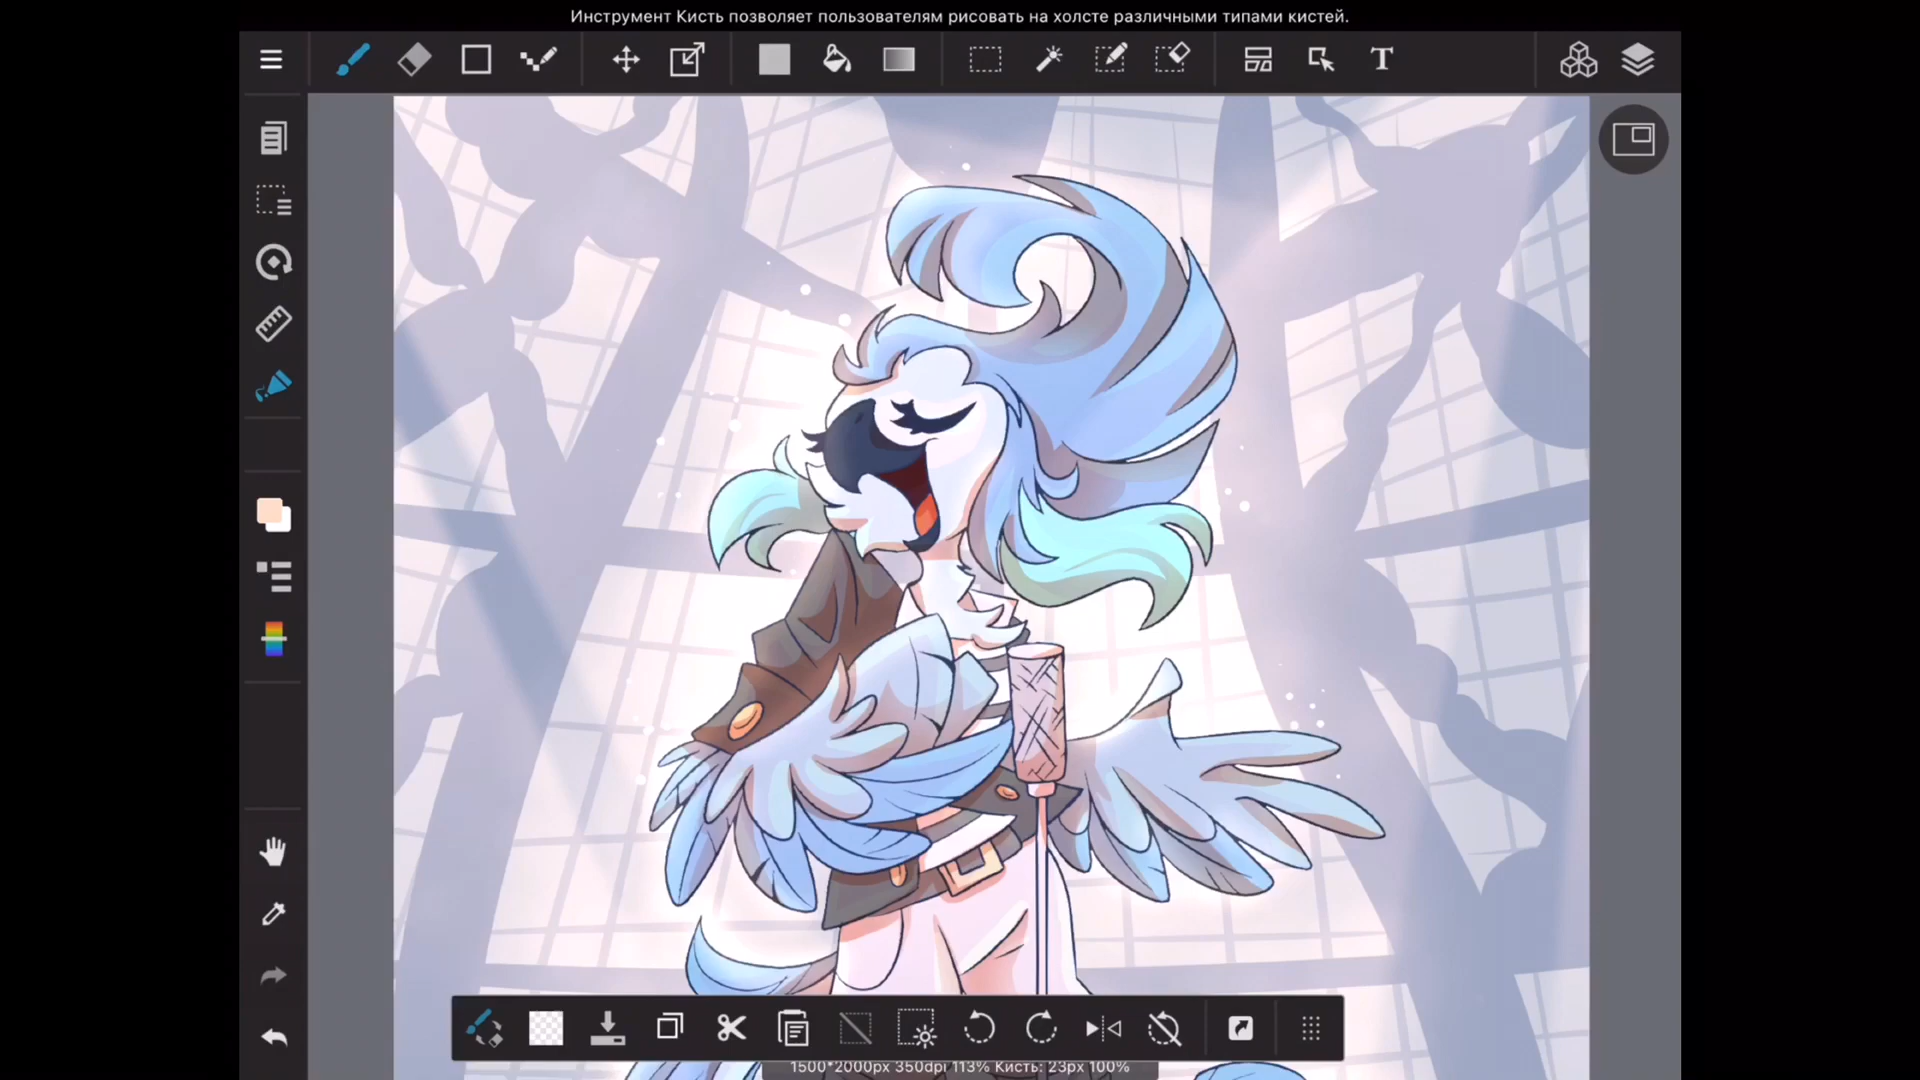 Инструмент Кисть позволяет пользователям рисовать на холсте различными типами кистей.
T
1500*2000px 350dpi 113% Кисть: 23px 100%